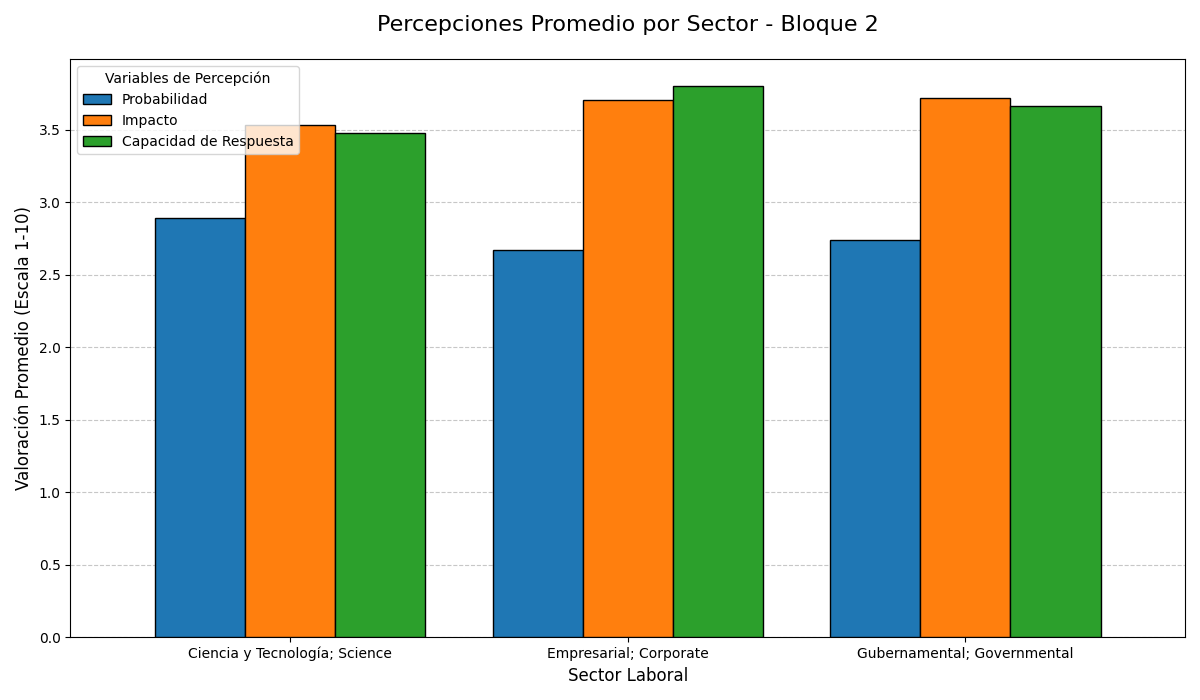 Percepciones Promedio por Sector - Bloque 2
Variables de Percepción
Probabilidad
Impacto
Capacidad de Respuesta
Valoración Promedio (Escala 1-10)
3.5
3.0
2.5
2.0
1.5
1.0
0.5
0.0
Ciencia y Tecnología; Science
Empresarial; Corporate
Gubernamental; Governmental
Sector Laboral